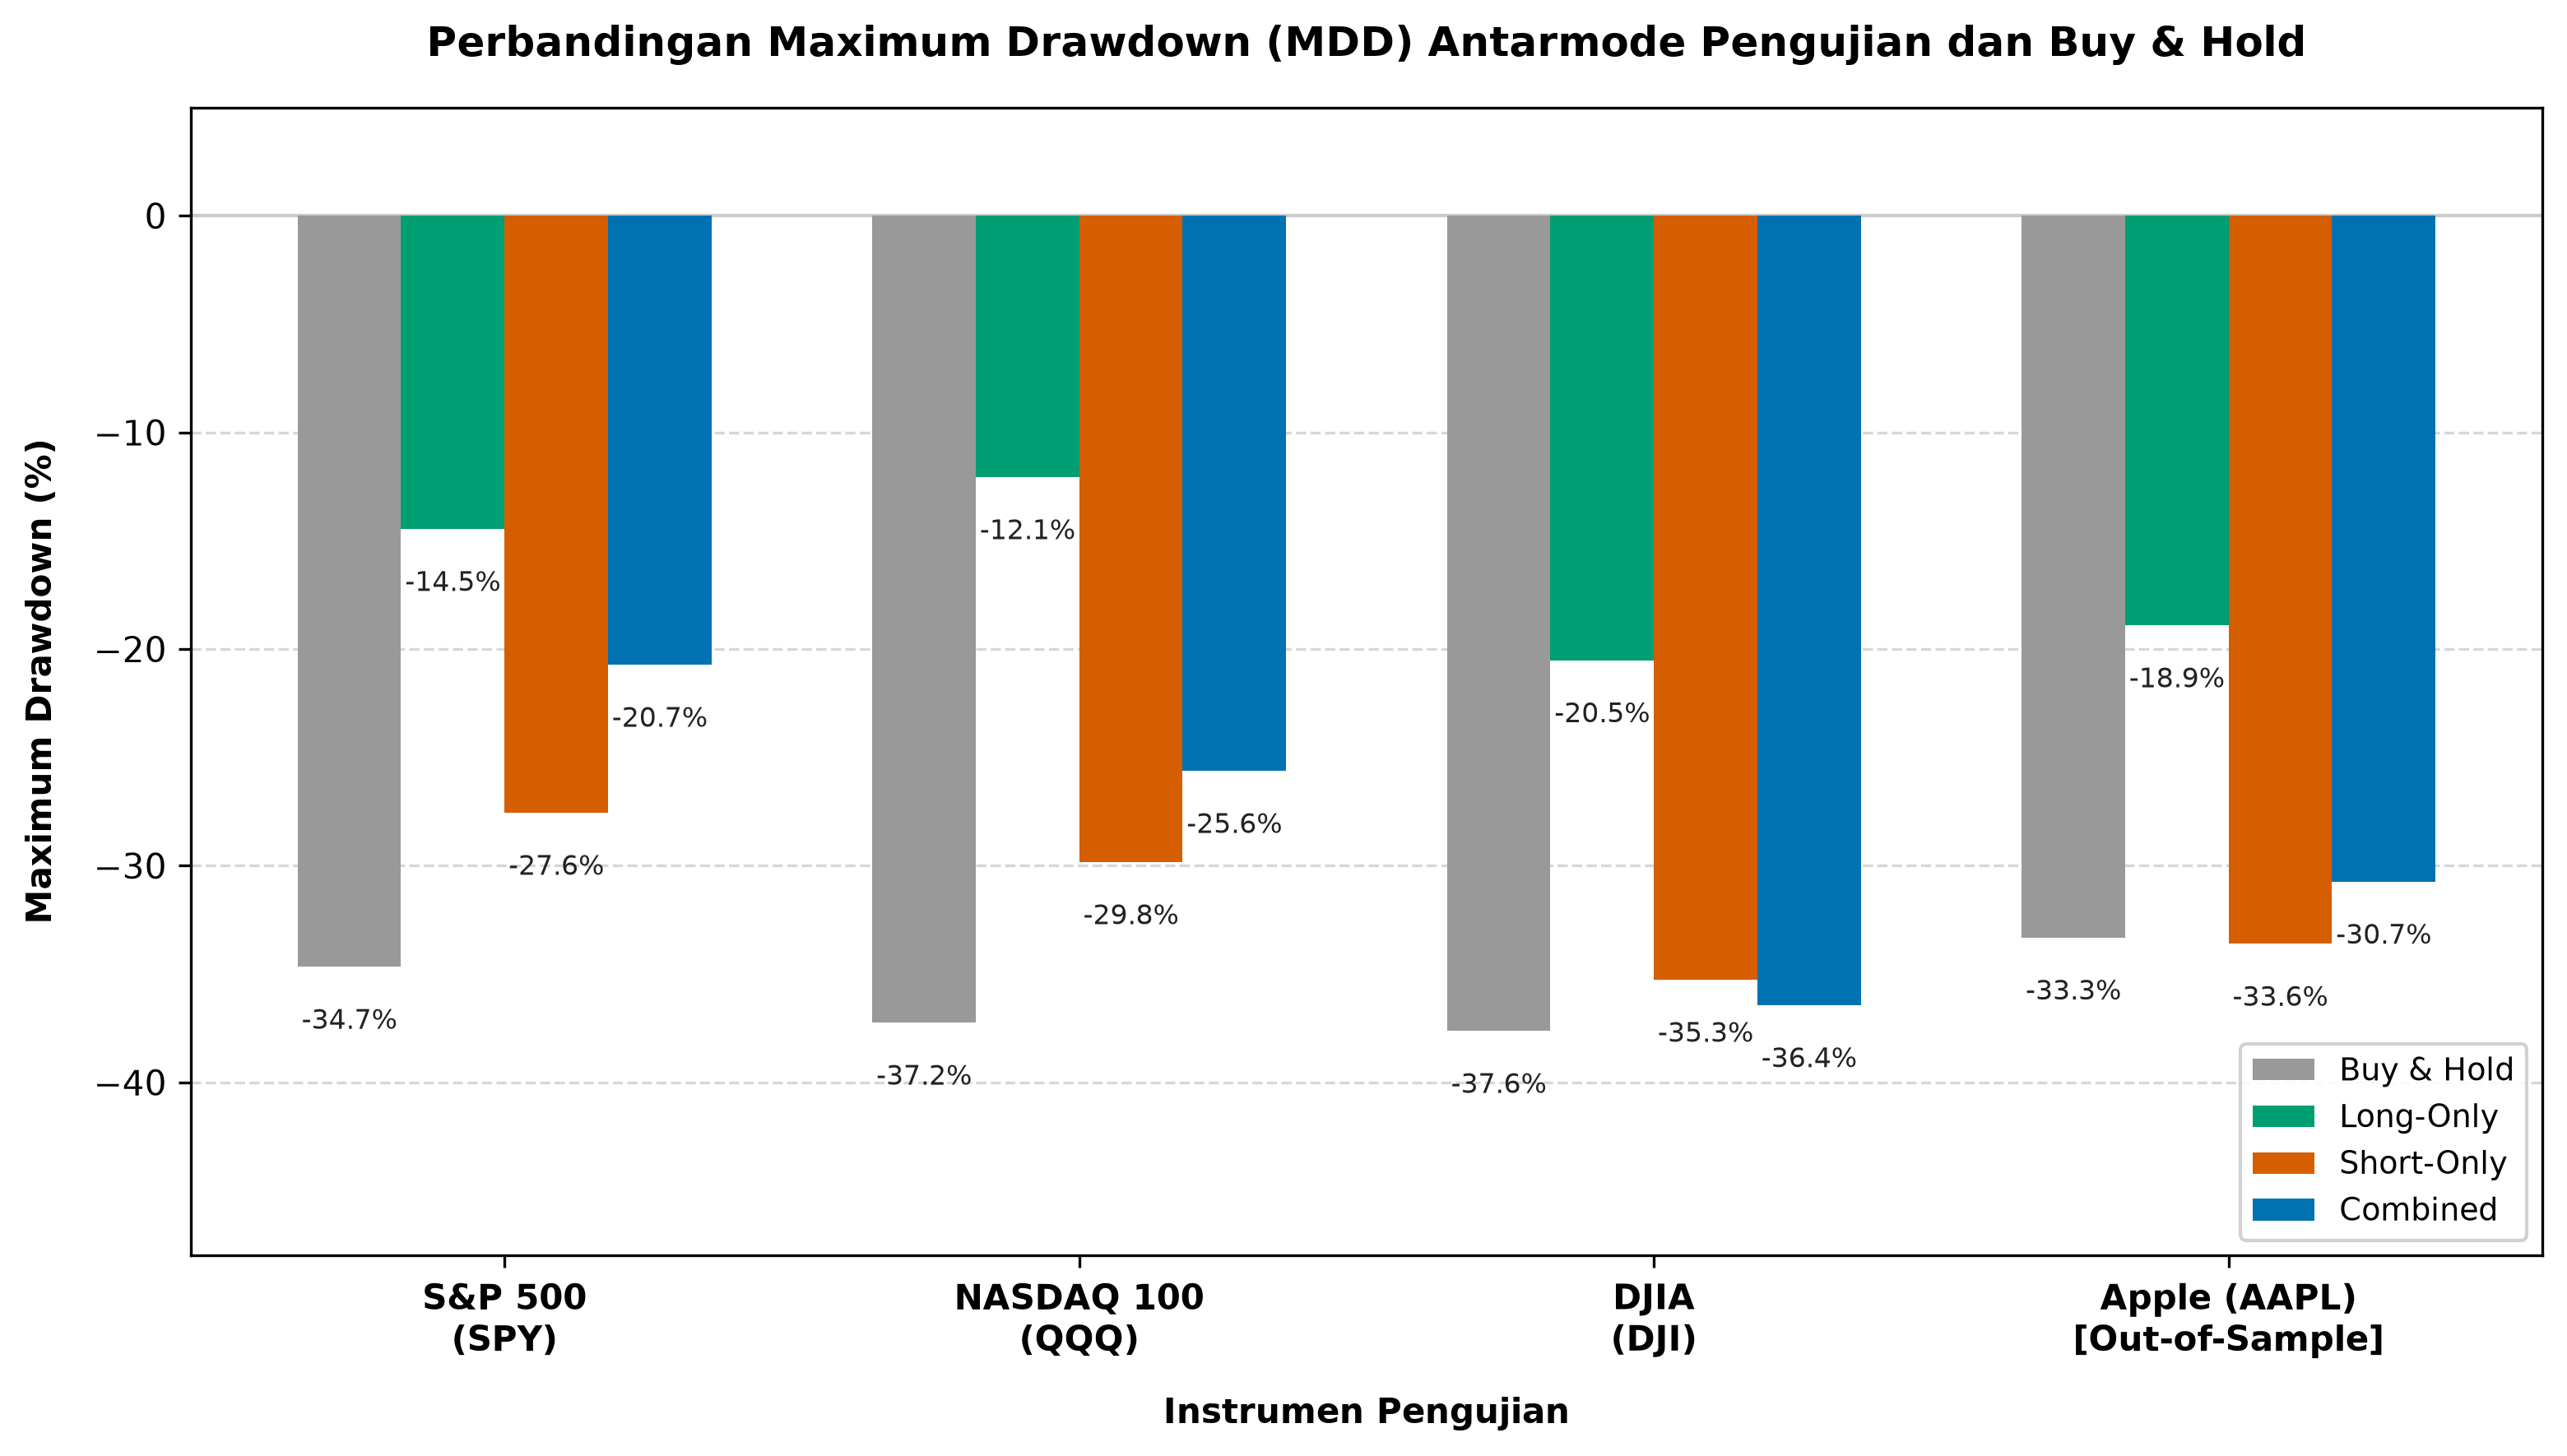 Perbandingan Maximum Drawdown (MDD) Antarmode Pengujian dan Buy & Hold
Maximum Drawdown (%)
0
−10
−20
−30
−40
-34.7%
-14.5%
-27.6%
-20.7%
-37.2%
-12.1%
-29.8%
-25.6%
-37.6%
-20.5%
-35.3%
-36.4%
-33.3%
-18.9%
-33.6%
-30.7%
Buy & Hold
Long-Only
Short-Only
Combined
S&P 500
(SPY)
NASDAQ 100
(QQQ)
DJIA
(DJI)
Apple (AAPL)
[Out-of-Sample]
Instrumen Pengujian